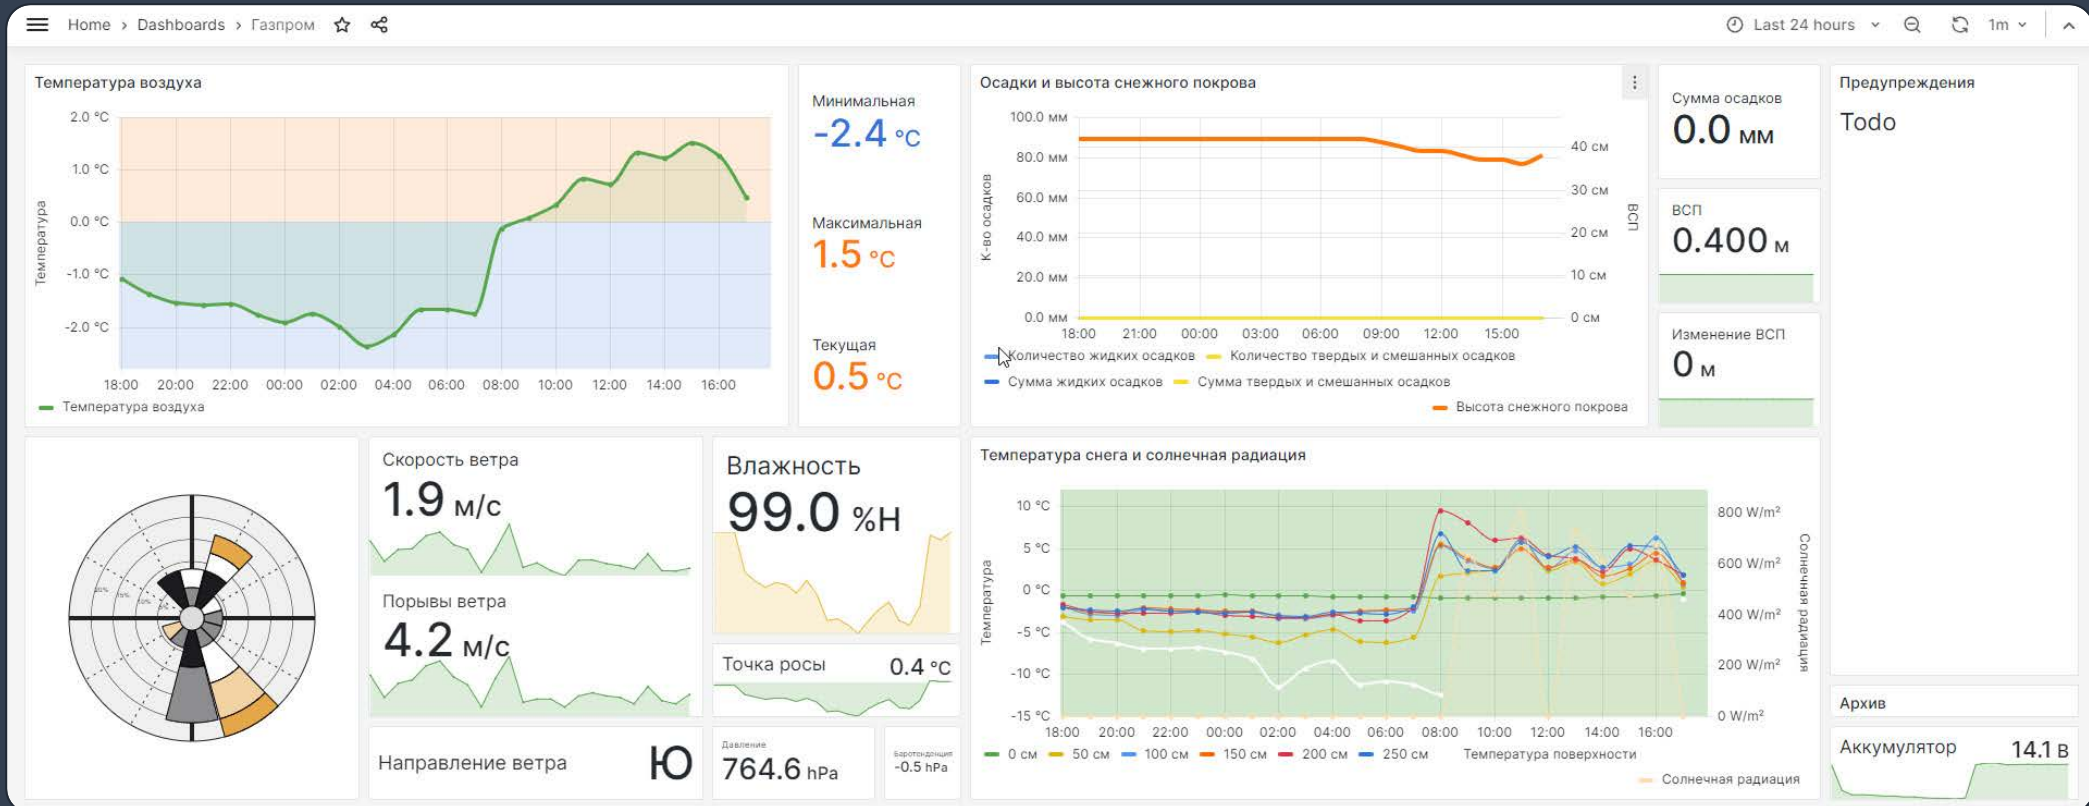 Home › Dashboards › Газпром
Last 24 hours
1m
Температура воздуха
2.0 °C
1.0 °C
0.0 °C
-1.0 °C
-2.0 °C
Температура
18:00 20:00 22:00 00:00 02:00 04:00 06:00 08:00 10:00 12:00 14:00 16:00
Температура воздуха
Минимальная
-2.4 °C
Максимальная
1.5 °C
Текущая
0.5 °C
Осадки и высота снежного покрова
100.0 мм
80.0 мм
60.0 мм
40.0 мм
20.0 мм
0.0 мм
К-во осадков
40 см
30 см
20 см
10 см
0 см
ВСП
18:00 21:00 00:00 03:00 06:00 09:00 12:00 15:00
Количество жидких осадков Количество твердых и смешанных осадков
Сумма жидких осадков Сумма твердых и смешанных осадков
Высота снежного покрова
Сумма осадков
0.0 мм
ВСП
0.400 м
Изменение ВСП
0 м
Предупреждения
Todo
Скорость ветра
1.9 м/с
Порывы ветра
4.2 м/с
Направление ветра Ю
Влажность
99.0 %H
Точка росы 0.4 °C
Давление
764.6 hPa
Баротенденция
-0.5 hPa
Температура снега и солнечная радиация
10 °C
5 °C
0 °C
-5 °C
-10 °C
-15 °C
Температура
800 W/m²
600 W/m²
400 W/m²
200 W/m²
0 W/m²
Солнечная радиация
18:00 20:00 22:00 00:00 02:00 04:00 06:00 08:00 10:00 12:00 14:00 16:00
0 см 50 см 100 см 150 см 200 см 250 см Температура поверхности
Солнечная радиация
Архив
Аккумулятор 14.1 В